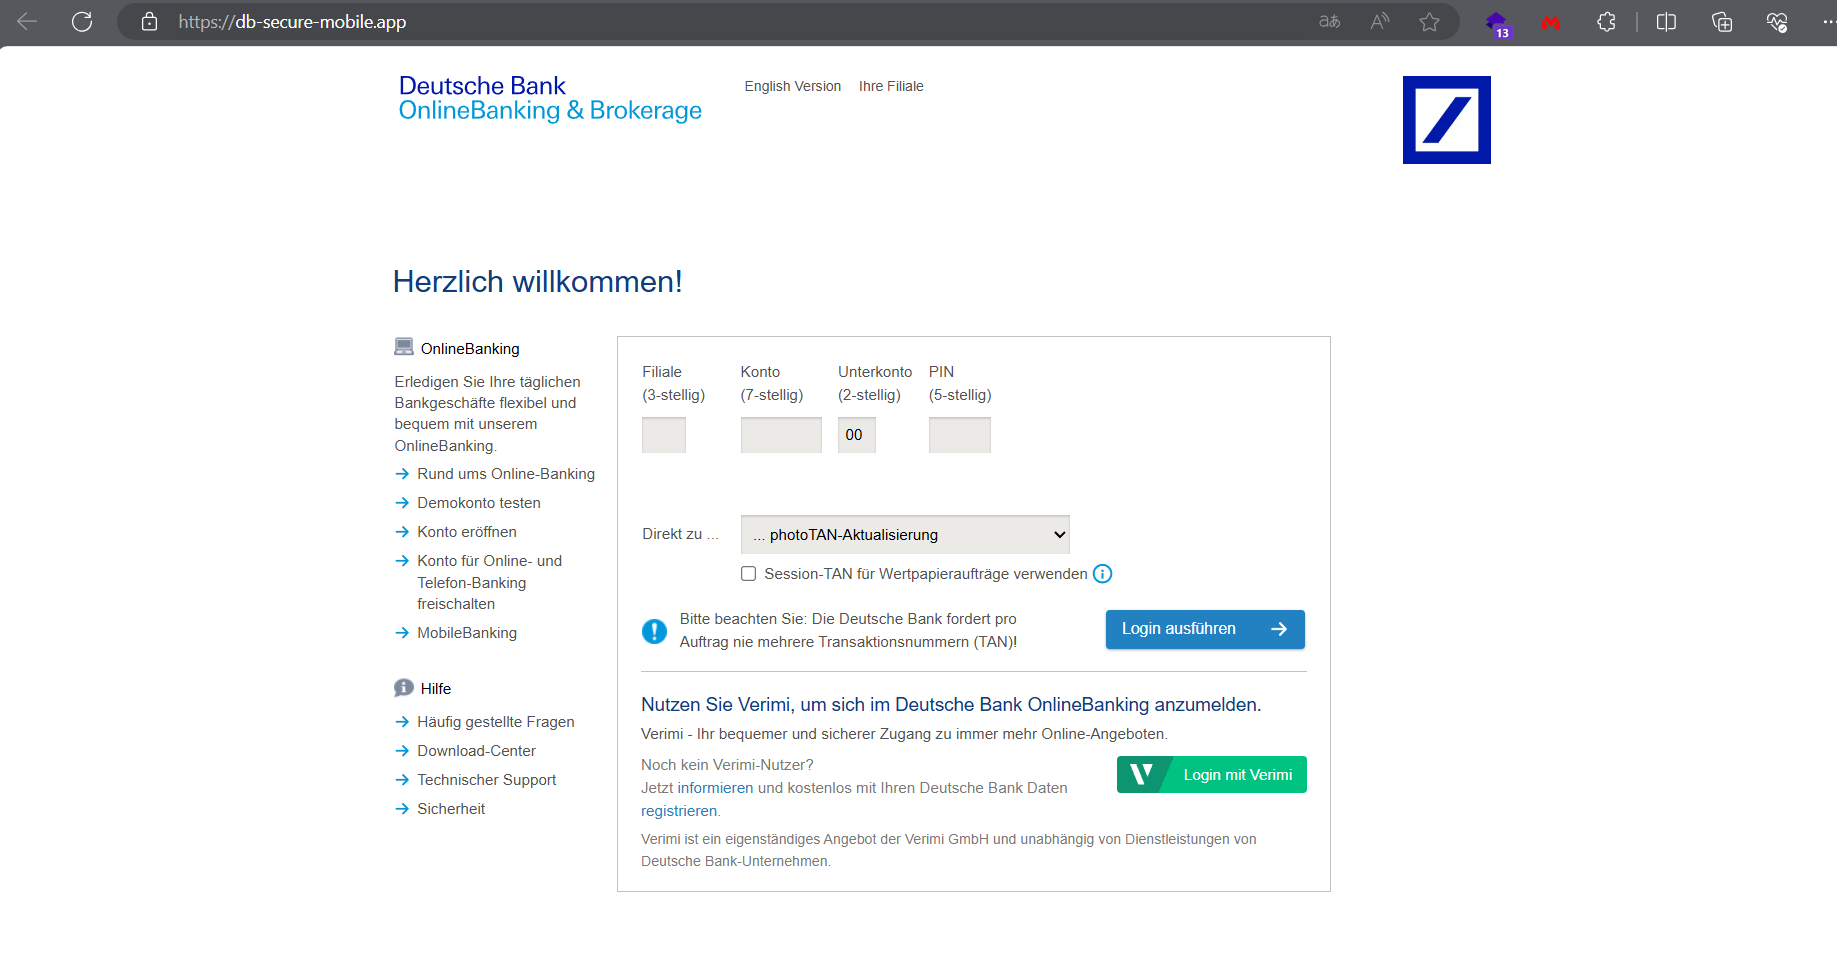 https://db-secure-mobile.app
aあ
A
13
Deutsche Bank
OnlineBanking & Brokerage
English Version Ihre Filiale
Herzlich willkommen!
OnlineBanking
Erledigen Sie Ihre täglichen
Bankgeschäfte flexibel und
bequem mit unserem
OnlineBanking.
Rund ums Online-Banking
Demokonto testen
Konto eröffnen
Konto für Online- und
Telefon-Banking
freischalten
MobileBanking
Hilfe
Häufig gestellte Fragen
Download-Center
Technischer Support
Sicherheit
Filiale Konto Unterkonto PIN
(3-stellig) (7-stellig) (2-stellig) (5-stellig)
00
Direkt zu ... ... photoTAN-Aktualisierung
Session-TAN für Wertpapieraufträge verwenden
Bitte beachten Sie: Die Deutsche Bank fordert pro
Auftrag nie mehrere Transaktionsnummern (TAN)!
Login ausführen
Nutzen Sie Verimi, um sich im Deutsche Bank OnlineBanking anzumelden.
Verimi - Ihr bequemer und sicherer Zugang zu immer mehr Online-Angeboten.
Noch kein Verimi-Nutzer?
Jetzt informieren und kostenlos mit Ihren Deutsche Bank Daten
registrieren.
Login mit Verimi
Verimi ist ein eigenständiges Angebot der Verimi GmbH und unabhängig von Dienstleistungen von
Deutsche Bank-Unternehmen.